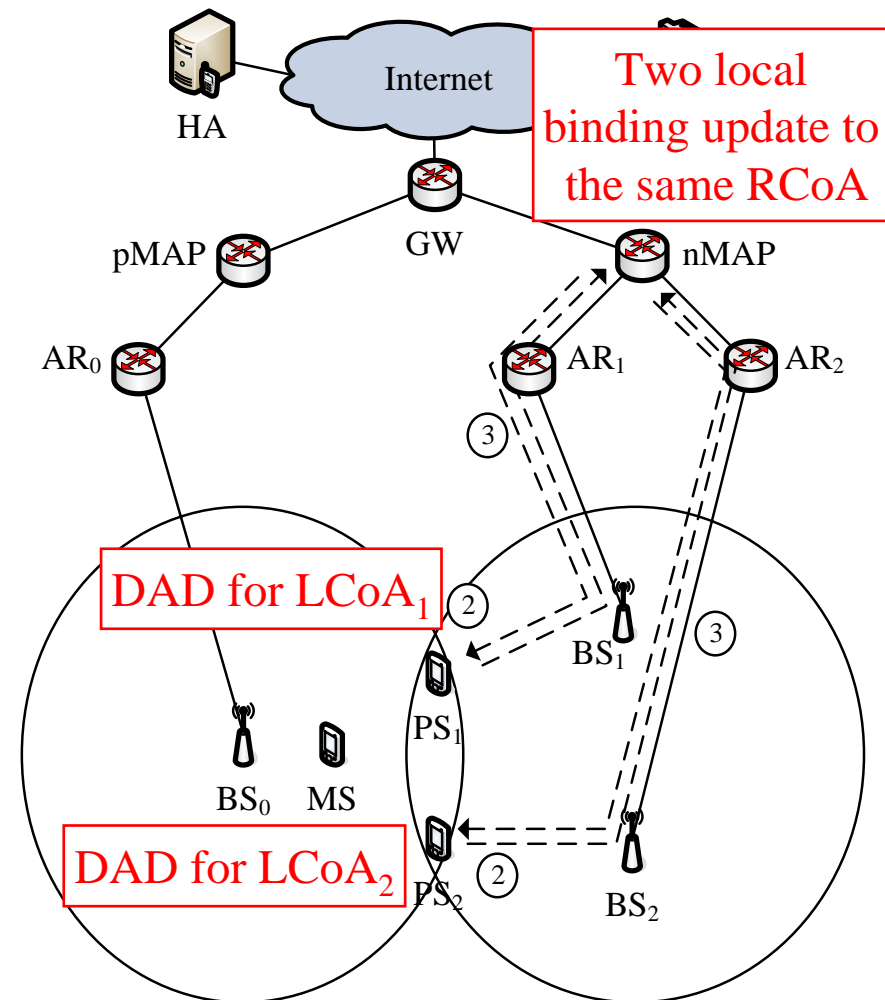 Internet
HA
Two local
binding update to
the same RCoA
GW
pMAP
nMAP
AR₀
AR₁
AR₂
3
DAD for LCoA₁
2
3
BS₁
PS₁
BS₀
MS
DAD for LCoA₂
2
PS₂
BS₂